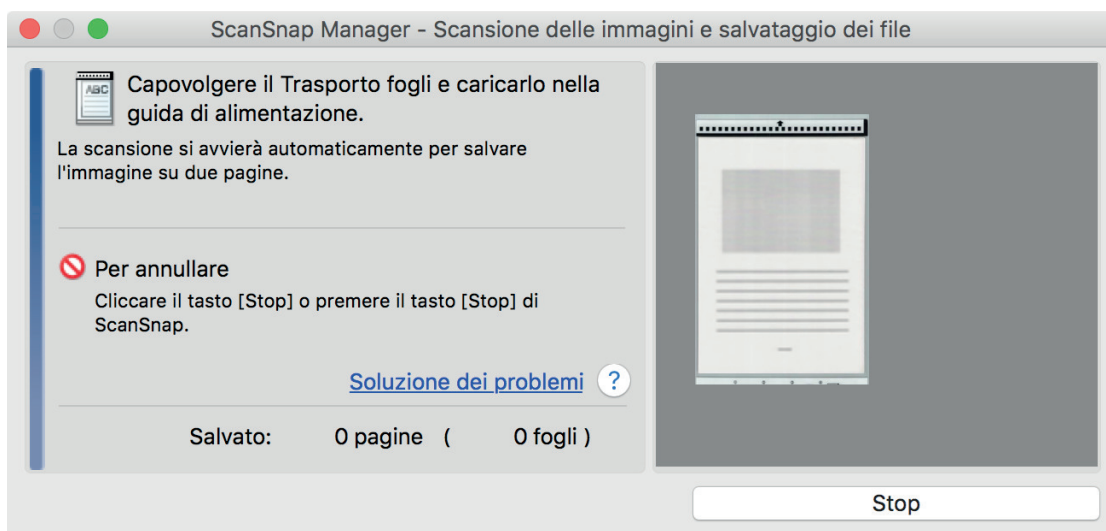 ScanSnap Manager - Scansione delle immagini e salvataggio dei file
ABC
Capovolgere il Trasporto fogli e caricarlo nella
guida di alimentazione.
La scansione si avvierà automaticamente per salvare
l'immagine su due pagine.
Per annullare
Cliccare il tasto [Stop] o premere il tasto [Stop] di
ScanSnap.
Soluzione dei problemi ?
Salvato: 0 pagine ( 0 fogli )
Stop